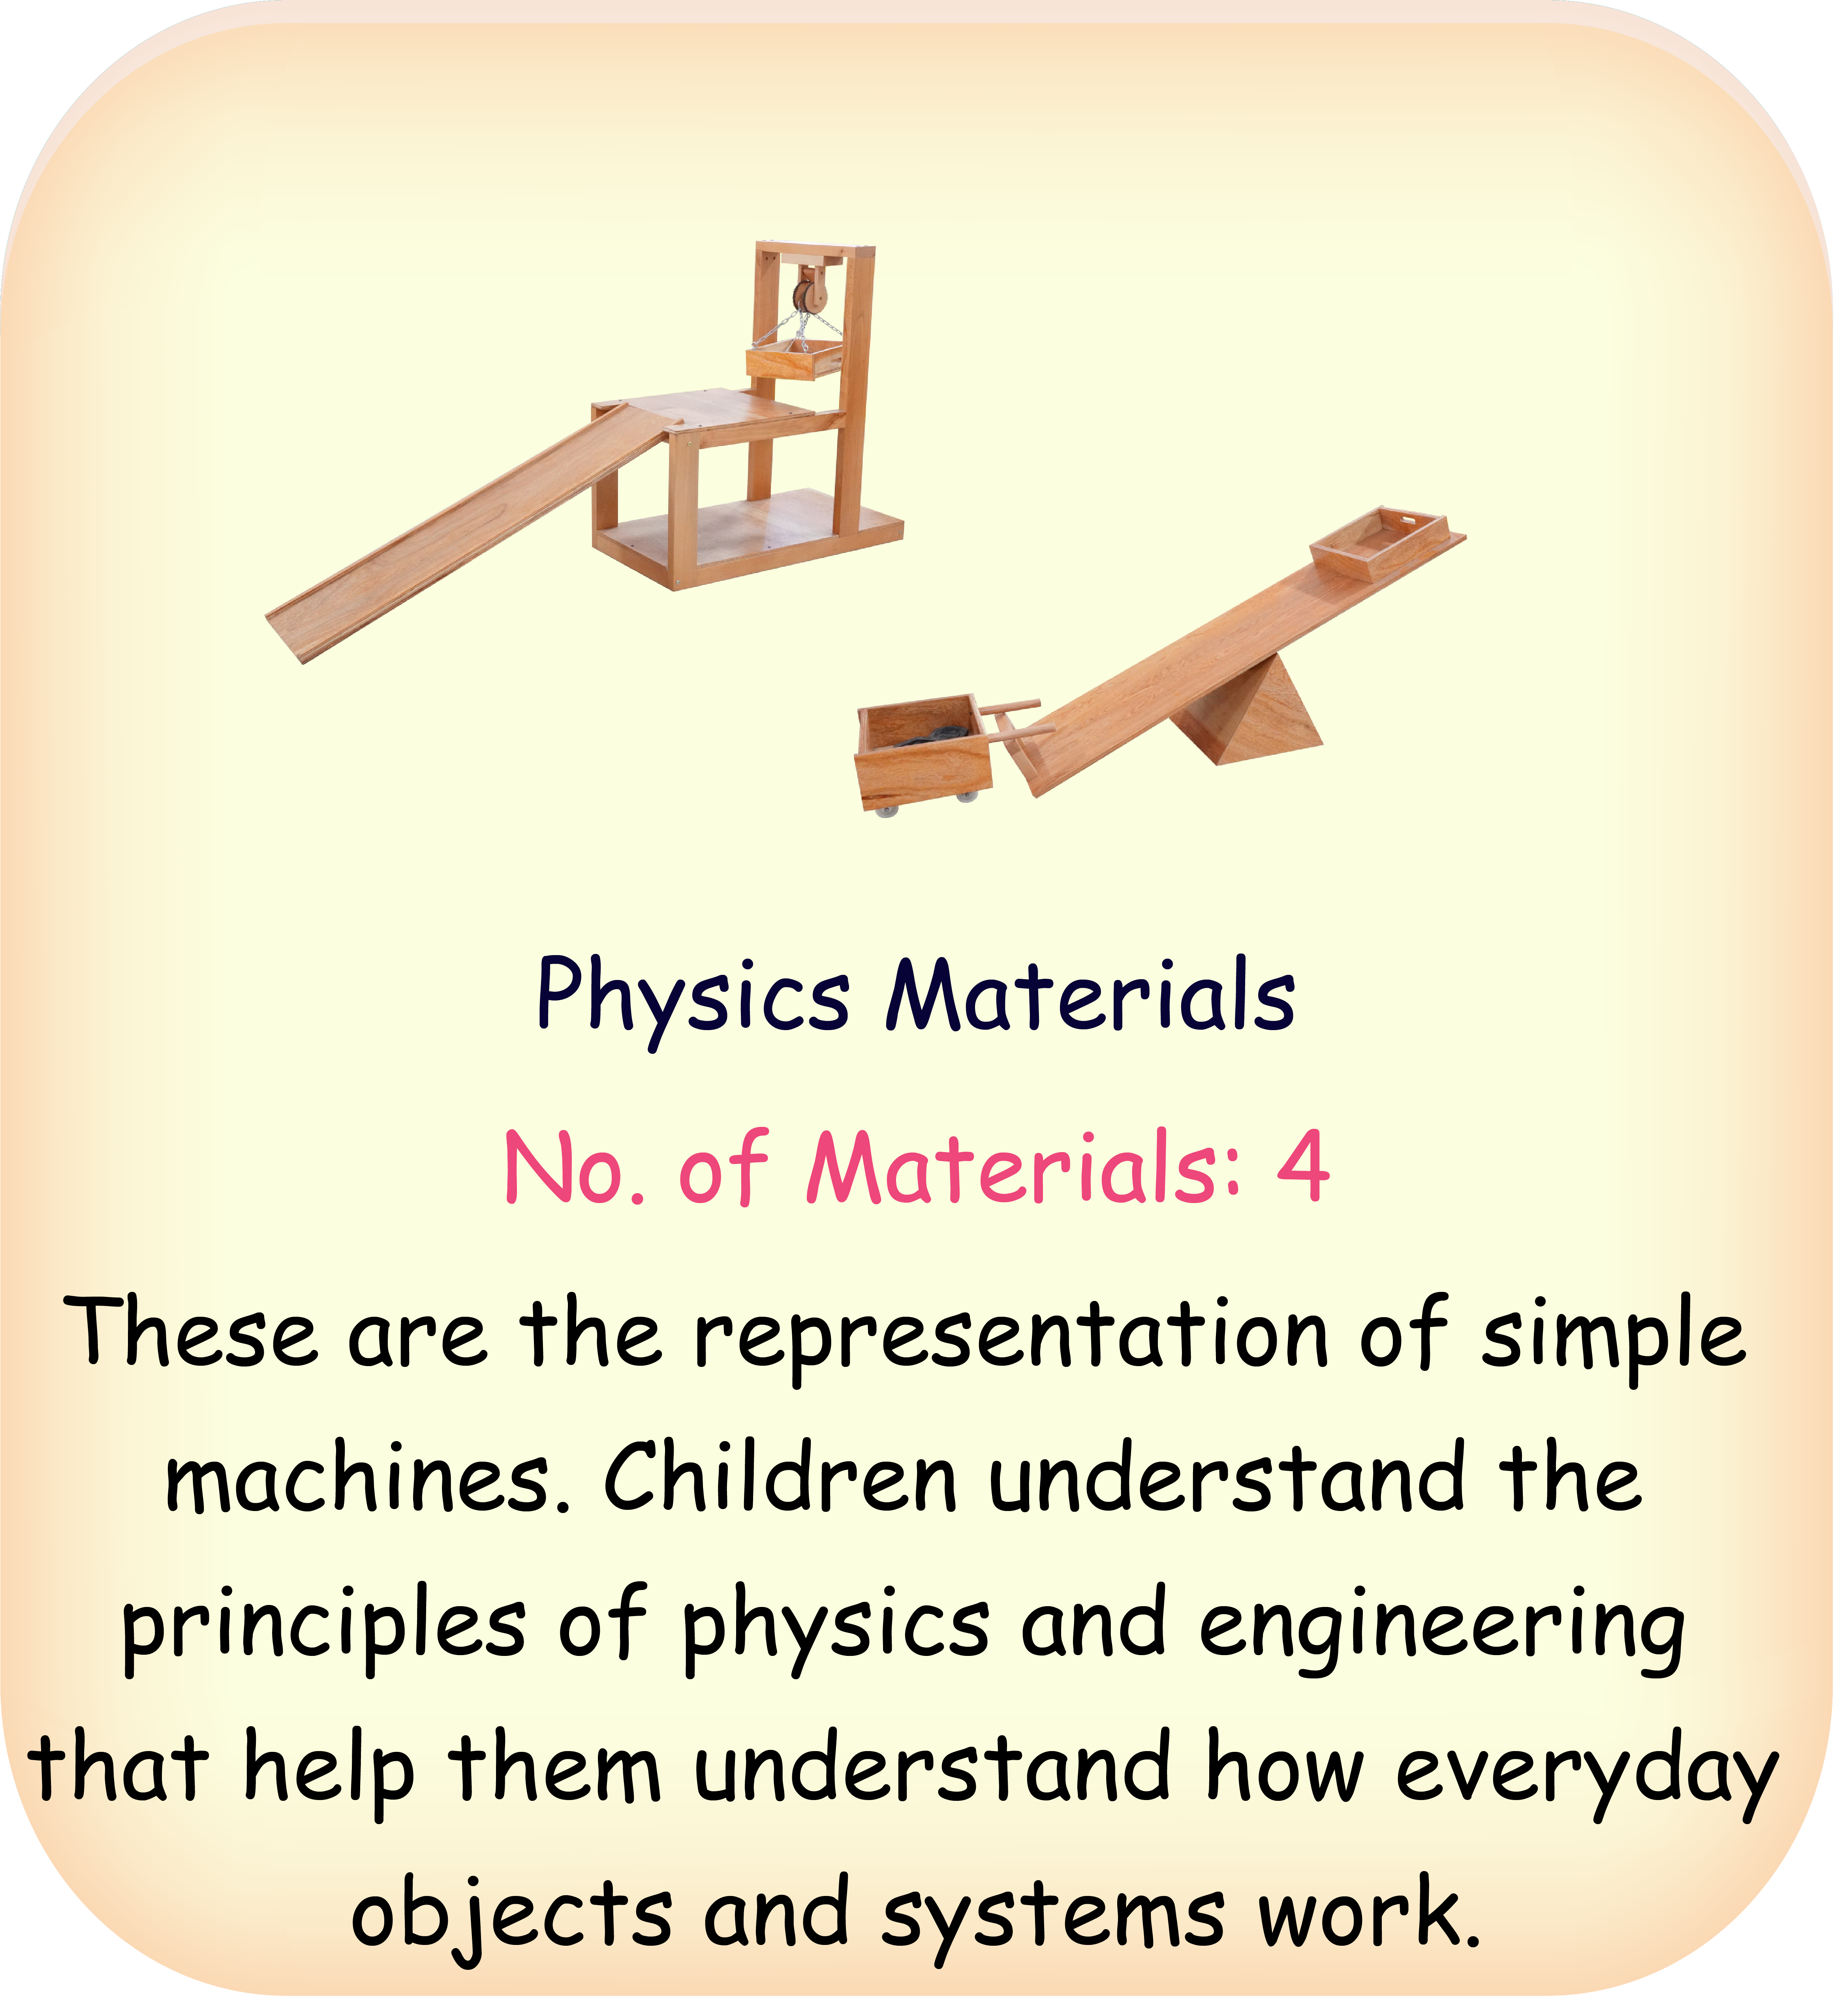 Physics Materials
No. of Materials: 4
These are the representation of simple
machines. Children understand the
principles of physics and engineering
that help them understand how everyday
objects and systems work.